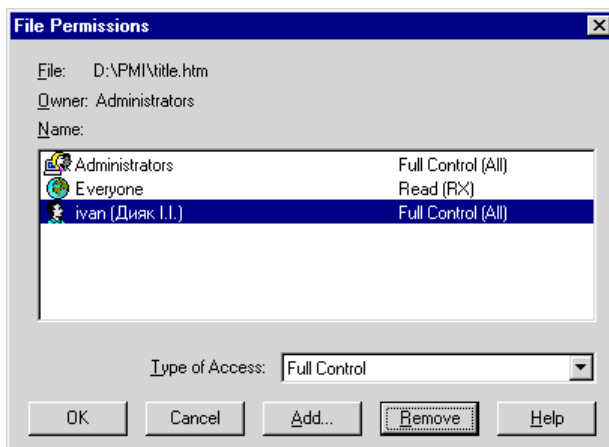 File Permissions
File: D:\PMI\title.htm
Owner: Administrators
Name:
Administrators Full Control (All)
Everyone Read (RX)
ivan (Дияк І.І.) Full Control (All)
Type of Access: Full Control
OK Cancel Add... Remove Help